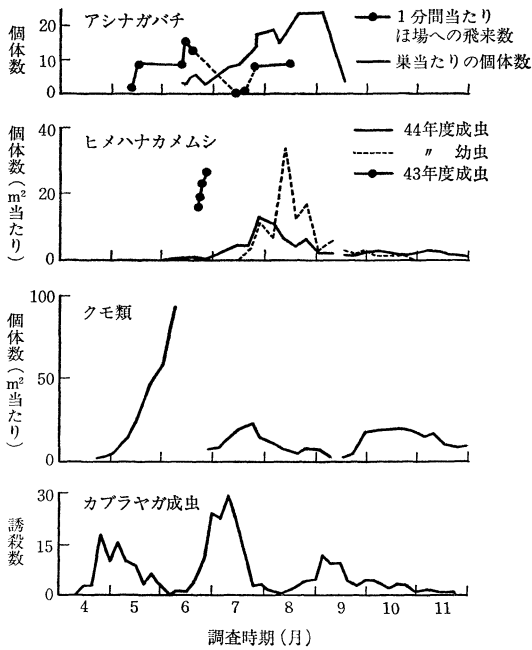 アシナガバチ
個体数
20
10
0
1分間当たり
ほ場への飛来数
巣当たりの個体数
ヒメハナカメムシ
個体数(m²当たり)
40
20
0
44年度成虫
〃 幼虫
43年度成虫
クモ類
個体数(m²当たり)
100
50
0
カブラヤガ成虫
誘殺数
30
15
0
4 5 6 7 8 9 10 11
調査時期(月)